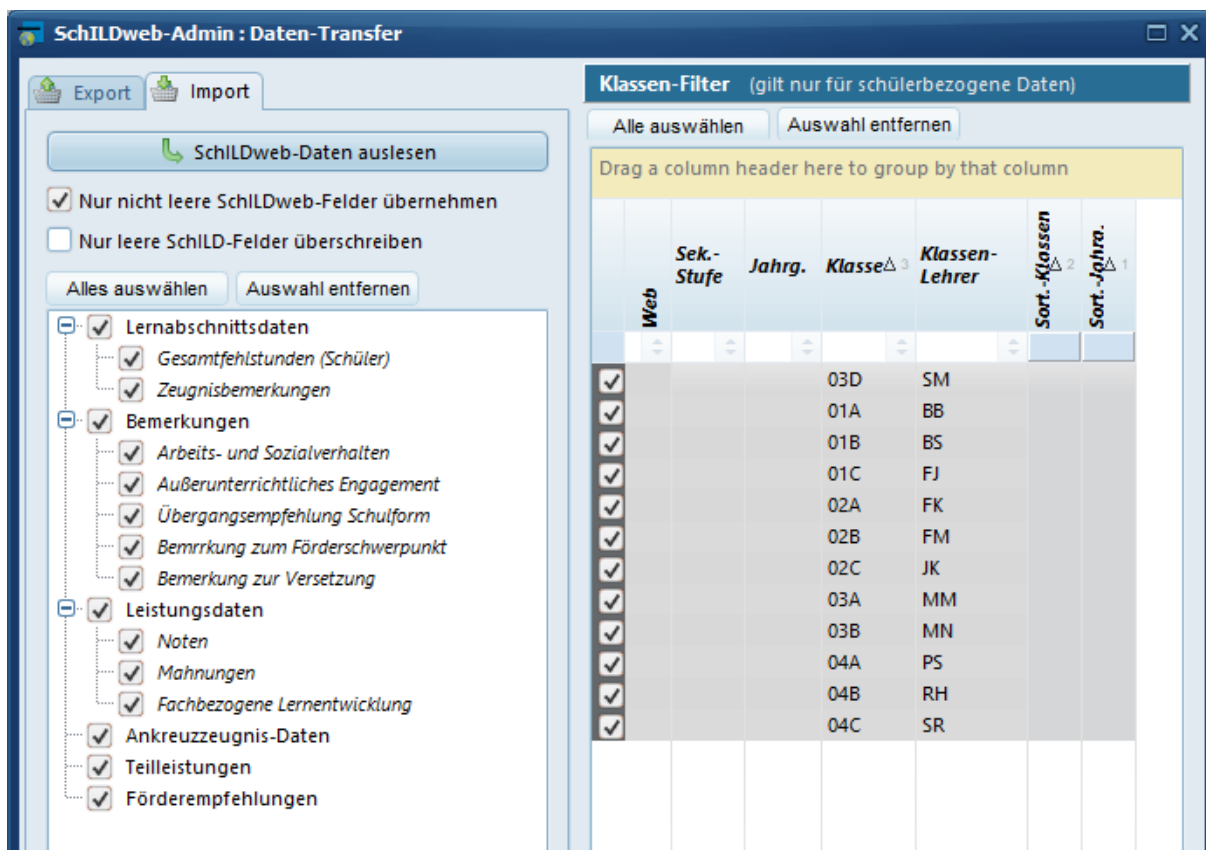 SchILDweb-Admin : Daten-Transfer
Export
Import
SchILDweb-Daten auslesen
Nur nicht leere SchILDweb-Felder übernehmen
Nur leere SchILD-Felder überschreiben
Alles auswählen
Auswahl entfernen
Lernabschnittsdaten
Gesamtfehlstunden (Schüler)
Zeugnisbemerkungen
Bemerkungen
Arbeits- und Sozialverhalten
Außerunterrichtliches Engagement
Übergangsempfehlung Schulform
Bemrrkung zum Förderschwerpunkt
Bemerkung zur Versetzung
Leistungsdaten
Noten
Mahnungen
Fachbezogene Lernentwicklung
Ankreuzzeugnis-Daten
Teilleistungen
Förderempfehlungen
Klassen-Filter (gilt nur für schülerbezogene Daten)
Alle auswählen
Auswahl entfernen
Drag a column header here to group by that column
Web
Sek.-
Stufe
Jahrg.
Klasse 3
Klassen-
Lehrer
Sort.-Klassen 2
Sort.-Jahrg. 1
03D SM
01A BB
01B BS
01C FJ
02A FK
02B FM
02C JK
03A MM
03B MN
04A PS
04B RH
04C SR